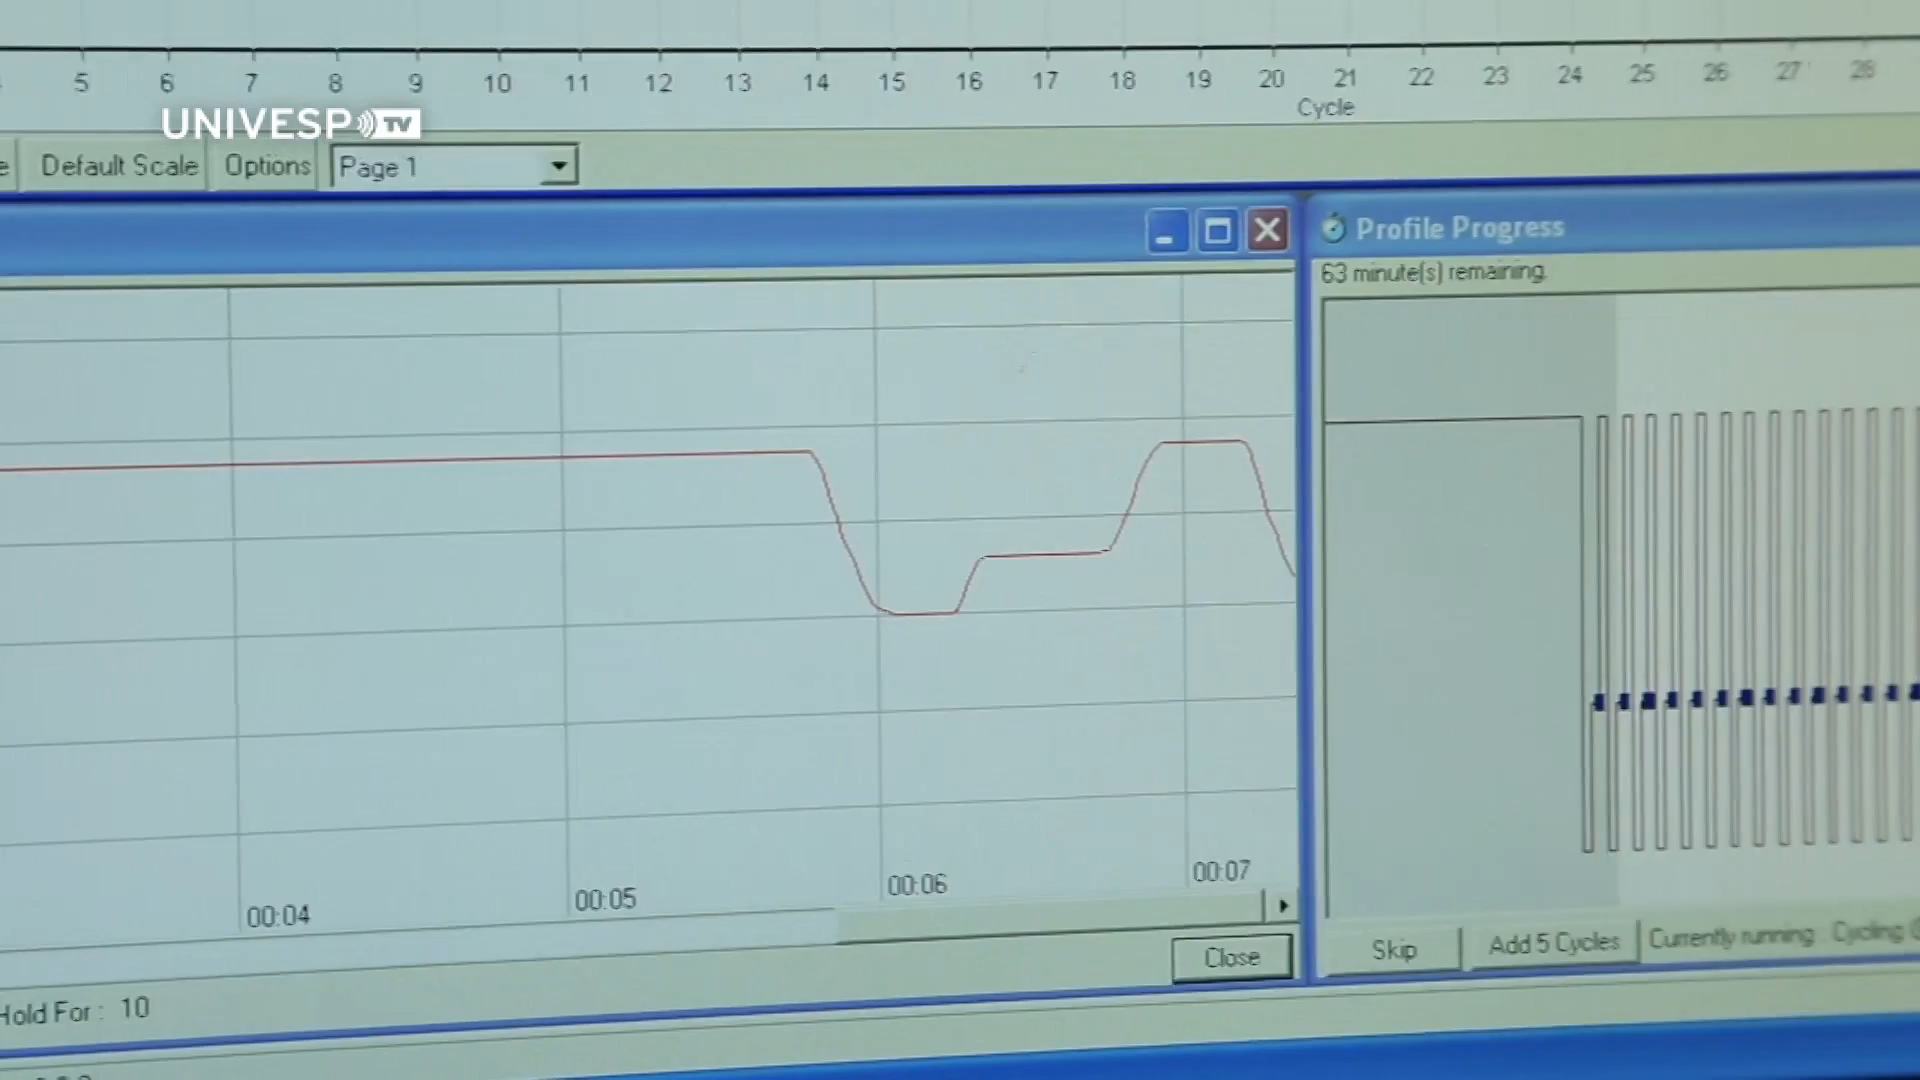 5 6 7 8 9 10 11 12 13 14 15 16 17 18 19 20 21 22 23 24 25 26 27 28
Cycle
UNIVESP TV
Default Scale Options Page 1
Profile Progress
63 minute(s) remaining.
00:04 00:05 00:06 00:07
Close
Skip Add 5 Cycles Currently running : Cycling
Hold For : 10